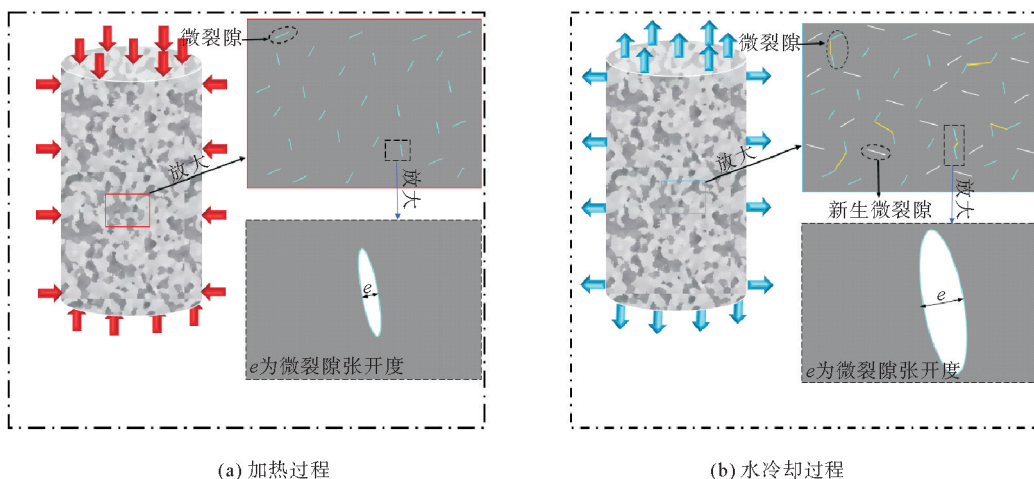 微裂隙
放大
放大
e
e为微裂隙张开度
(a) 加热过程
微裂隙
放大
新生微裂隙
放大
e
e为微裂隙张开度
(b) 水冷却过程